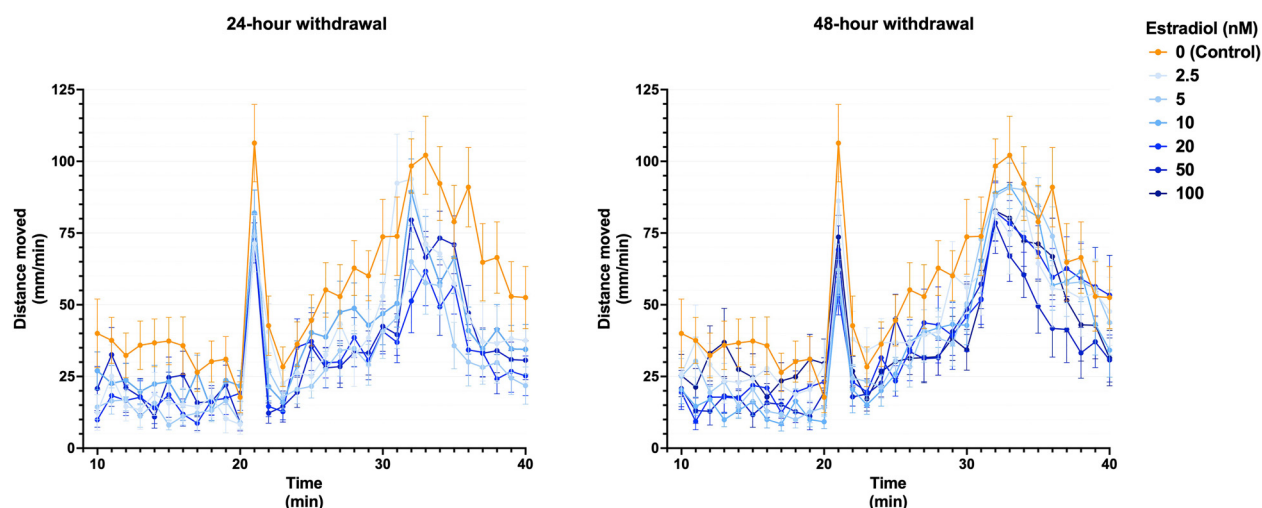 24-hour withdrawal
48-hour withdrawal
Estradiol (nM)
0 (Control)
2.5
5
10
20
50
100
Distance moved
(mm/min)
125
100
75
50
25
0
10
20
30
40
Time
(min)
Distance moved
(mm/min)
125
100
75
50
25
0
10
20
30
40
Time
(min)